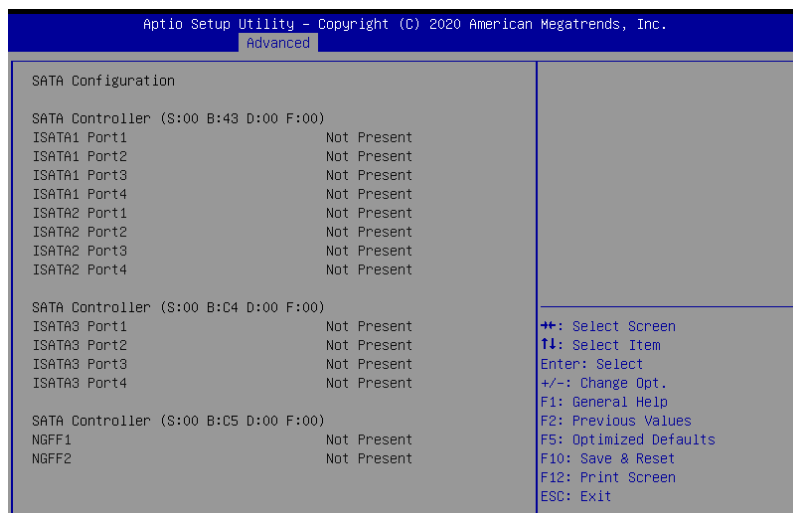 Aptio Setup Utility – Copyright (C) 2020 American Megatrends, Inc.
Advanced
SATA Configuration
SATA Controller (S:00 B:43 D:00 F:00)
ISATA1 Port1 Not Present
ISATA1 Port2 Not Present
ISATA1 Port3 Not Present
ISATA1 Port4 Not Present
ISATA2 Port1 Not Present
ISATA2 Port2 Not Present
ISATA2 Port3 Not Present
ISATA2 Port4 Not Present
SATA Controller (S:00 B:C4 D:00 F:00)
ISATA3 Port1 Not Present
ISATA3 Port2 Not Present
ISATA3 Port3 Not Present
ISATA3 Port4 Not Present
SATA Controller (S:00 B:C5 D:00 F:00)
NGFF1 Not Present
NGFF2 Not Present
→←: Select Screen
↑↓: Select Item
Enter: Select
+/-: Change Opt.
F1: General Help
F2: Previous Values
F5: Optimized Defaults
F10: Save & Reset
F12: Print Screen
ESC: Exit